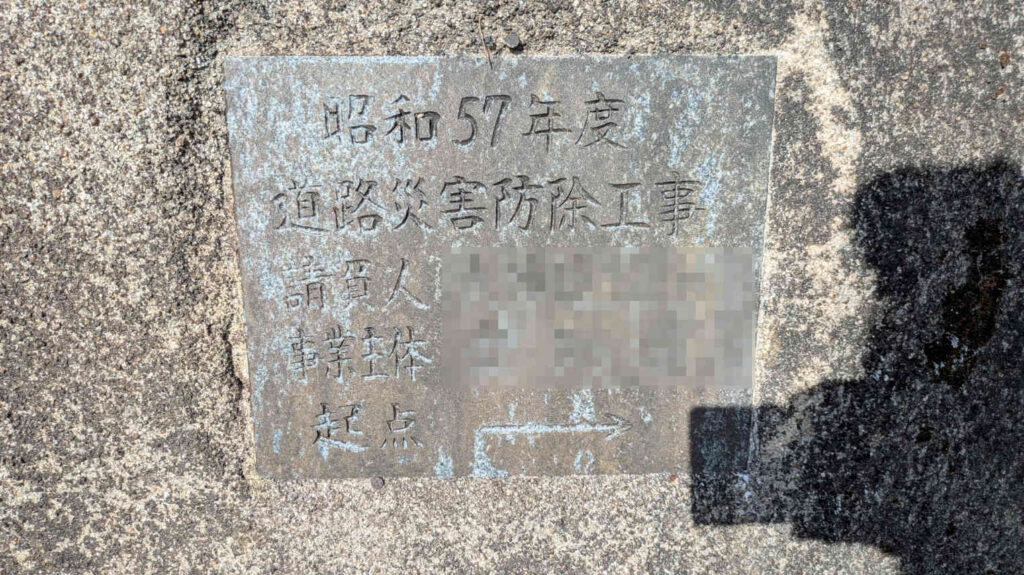 昭和57年度
道路災害防除工事
請負人
事業主体
起点